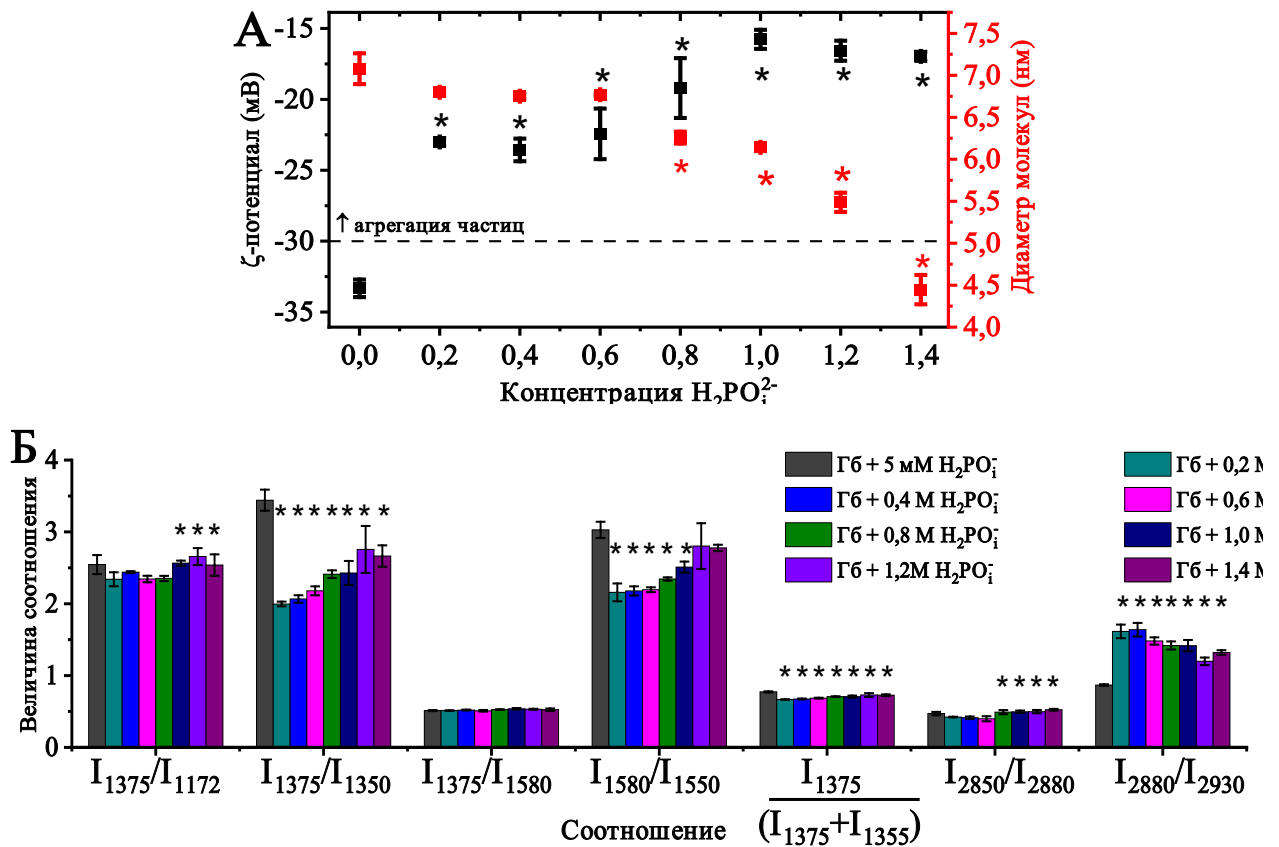 А
-15
-20
-25
-30
-35
ζ-потенциал (мВ)
↑ агрегация частиц
7,5
7,0
6,5
6,0
5,5
5,0
4,5
4,0
Диаметр молекул (нм)
0,0 0,2 0,4 0,6 0,8 1,0 1,2 1,4
Концентрация H₂PO
Б
Величина соотношения
4
3
2
1
0
Гб + 5 мМ H₂POᵢ⁻
Гб + 0,4 М H₂POᵢ⁻
Гб + 0,8 М H₂POᵢ⁻
Гб + 1,2М H₂POᵢ⁻
Гб + 0,2 М
Гб + 0,6 М
Гб + 1,0 М
Гб + 1,4 М
I₁₃₇₅/I₁₁₇₂ I₁₃₇₅/I₁₃₅₀ I₁₃₇₅/I₁₅₈₀ I₁₅₈₀/I₁₅₅₀ I₁₃₇₅ I₂₈₅₀/I₂₈₈₀ I₂₈₈₀/I₂₉₃₀
(I₁₃₇₅+I₁₃₅₅)
Соотношение